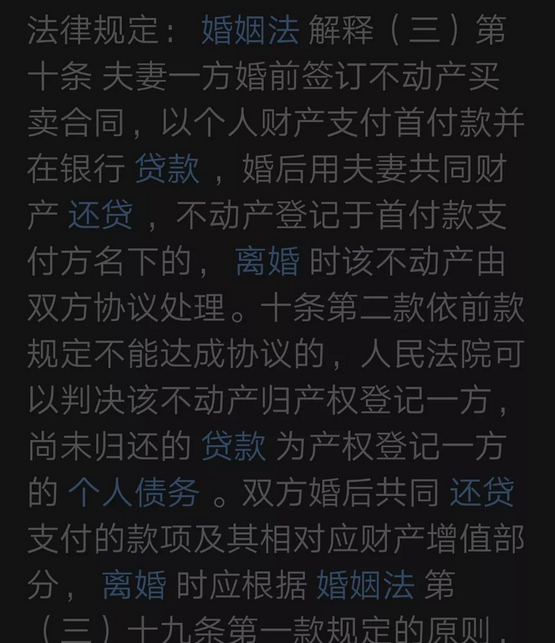 法律规定： 婚姻法 解释（三）第
十条 夫妻一方婚前签订不动产买
卖合同，以个人财产支付首付款并
在银行 贷款 ，婚后用夫妻共同财
产 还贷 ，不动产登记于首付款支
付方名下的， 离婚 时该不动产由
双方协议处理。十条第二款依前款
规定不能达成协议的，人民法院可
以判决该不动产归产权登记一方，
尚未归还的 贷款 为产权登记一方
的 个人债务 。双方婚后共同 还贷
支付的款项及其相对应财产增值部
分， 离婚 时应根据 婚姻法 第
（三）十九条第一款规定的原则，